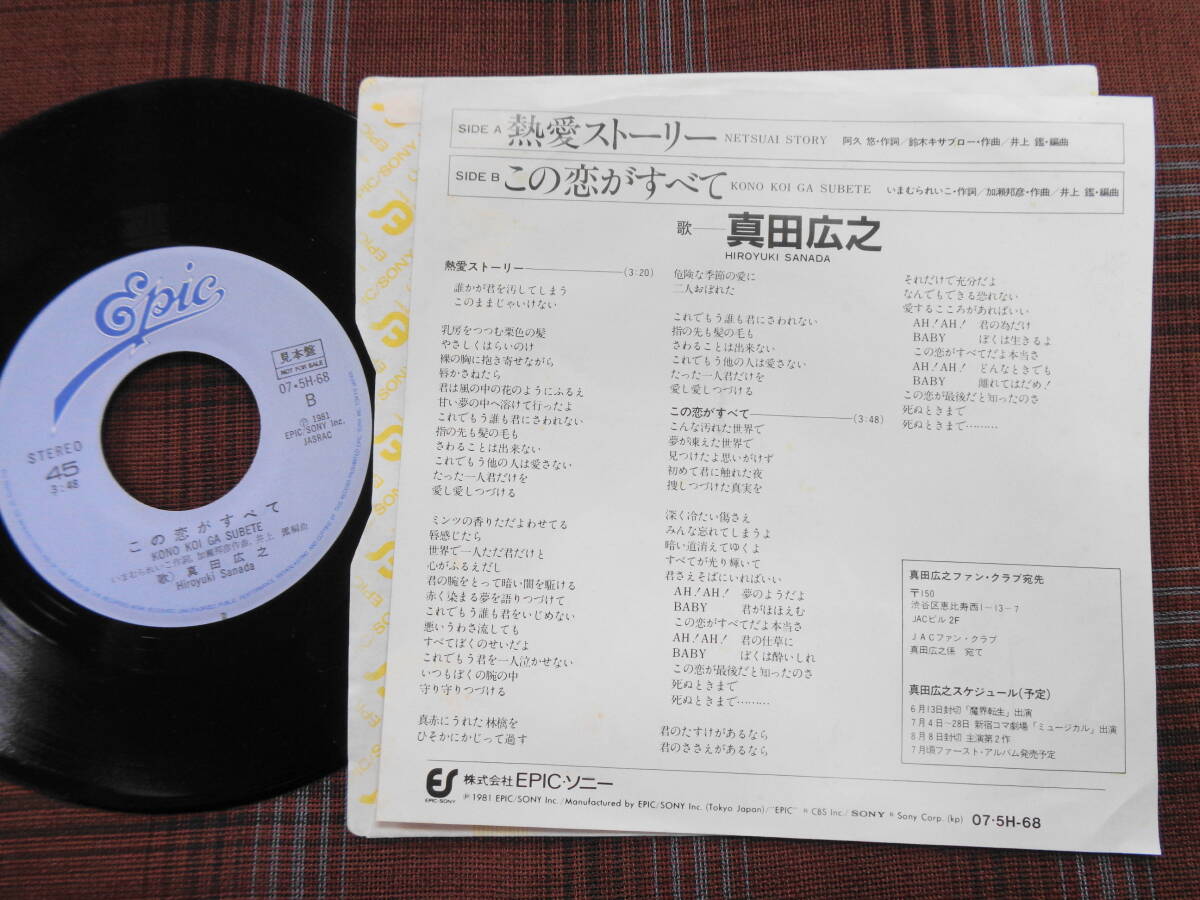 SIDE A 熱愛ストーリー NETSUAI STORY 阿久 悠・作詞/鈴木キサブロー・作曲/井上 鑑・編曲
SIDE B この恋がすべて KONO KOI GA SUBETE いまむられいこ・作詞/加瀬邦彦・作曲/井上 鑑・編曲
歌──真田広之
HIROYUKI SANADA
熱愛ストーリー (3:20)
誰かが君を汚してしまう
このままじゃいけない
乳房をつつむ栗色の髪
やさしくはらいのけ
裸の胸に抱き寄せながら
唇かさねたら
君は風の中の花のようにふるえ
甘い夢の中へ溶けて行ったよ
これでもう誰も君にさわれない
指の先も髪の毛も
さわることは出来ない
これでもう他の人は愛さない
たった一人君だけを
愛し愛しつづける
ミンツの香りただよわせてる
唇感じたら
世界で一人ただ君だけと
心がふるえだし
君の腕をとって暗い闇を駆ける
赤く染まる夢を語りつづけて
これでもう誰も君をいじめない
悪いうわさ流しても
すべてぼくのせいだよ
これでもう君を一人泣かせない
いつもぼくの腕の中
守り守りつづける
真赤にうれた林檎を
ひそかにかじって過す
危険な季節の愛に
二人おぼれた
これでもう誰も君にさわれない
指の先も髪の毛も
さわることは出来ない
これでもう他の人は愛さない
たった一人君だけを
愛し愛しつづける
この恋がすべて (3:48)
こんな汚れた世界で
夢が凍えた世界で
見つけたよ思いがけず
初めて君に触れた夜
捜しつづけた真実を
深く冷たい傷さえ
みんな忘れてしまうよ
暗い道消えてゆくよ
すべてが光り輝いて
君さえそばにいればいい
AH!AH! 夢のようだよ
BABY 君がほほえむ
この恋がすべてだよ本当さ
AH!AH! 君の仕草に
BABY ぼくは酔いしれ
この恋が最後だと知ったのさ
死ぬときまで
死ぬときまで………
君のたすけがあるなら
君のささえがあるなら
それだけで充分だよ
なんでもできる恐れない
愛するこころがあればいい
AH!AH! 君の為だけ
BABY ぼくは生きるよ
この恋がすべてだよ本当さ
AH!AH! どんなときでも
BABY 離れてはだめ!
この恋が最後だと知ったのさ
死ぬときまで
死ぬときまで………
真田広之ファン・クラブ宛先
〒150
渋谷区恵比寿西1-13-7
JACビル 2F
JACファン・クラブ
真田広之係 宛て
真田広之スケジュール(予定)
6月13日封切「魔界転生」出演
7月4日〜28日 新宿コマ劇場「ミュージカル」出演
8月8日封切 主演第2作
7月頃ファースト・アルバム発売予定
ES EPIC・SONY 株式会社EPIC・ソニー
℗ 1981 EPIC/SONY Inc./Manufactured by EPIC/SONY Inc. (Tokyo Japan)/"EPIC" ® CBS Inc./SONY ® Sony Corp. (kp) 07・5H-68
Epic
見本盤
NOT FOR SALE
07・5H-68
B
℗ 1981
EPIC/SONY Inc.
JASRAC
STEREO
45
3:48
この恋がすべて
KONO KOI GA SUBETE
いまむられいこ作詞, 加瀬邦彦作曲, 井上 鑑編曲
歌) 真田広之
Hiroyuki Sanada